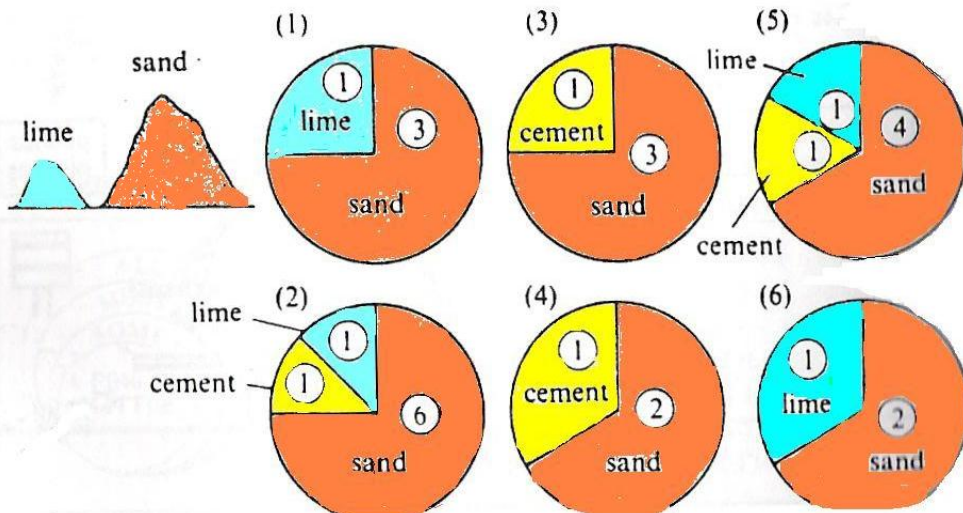 sand
lime
(1)
1
lime
3
sand
(3)
1
cement
3
sand
(5)
lime
1
4
1
sand
cement
(2)
lime
1
cement
1
6
sand
(4)
1
cement
2
sand
(6)
1
lime
2
sand